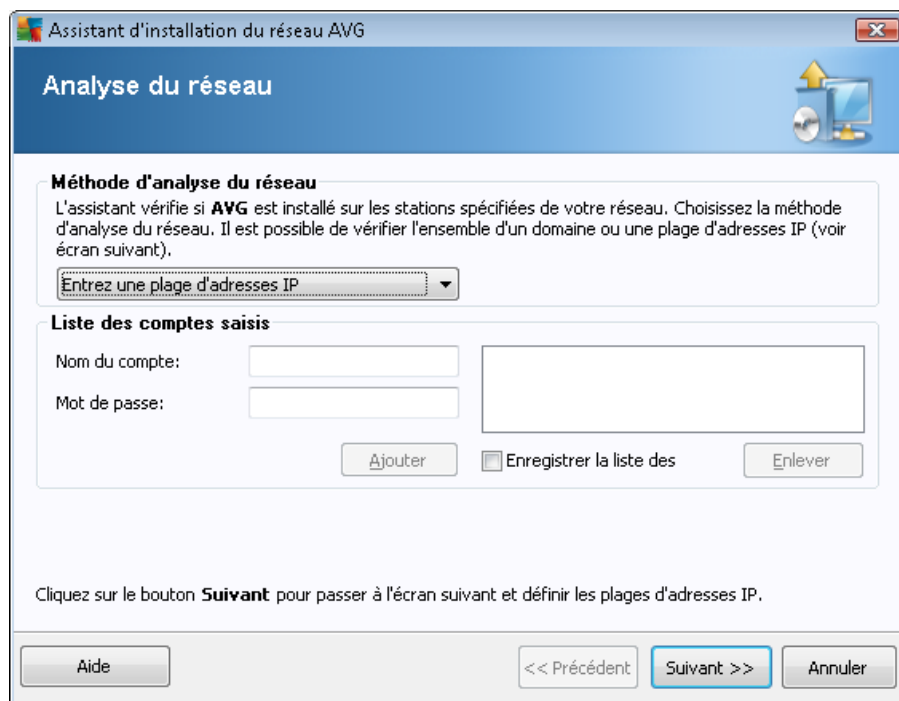 Assistant d'installation du réseau AVG
Analyse du réseau
Méthode d'analyse du réseau
L'assistant vérifie si AVG est installé sur les stations spécifiées de votre réseau. Choisissez la méthode
d'analyse du réseau. Il est possible de vérifier l'ensemble d'un domaine ou une plage d'adresses IP (voir
écran suivant).
Entrez une plage d'adresses IP
Liste des comptes saisis
Nom du compte:
Mot de passe:
Ajouter
Enregistrer la liste des
Enlever
Cliquez sur le bouton Suivant pour passer à l'écran suivant et définir les plages d'adresses IP.
Aide
<< Précédent
Suivant >>
Annuler